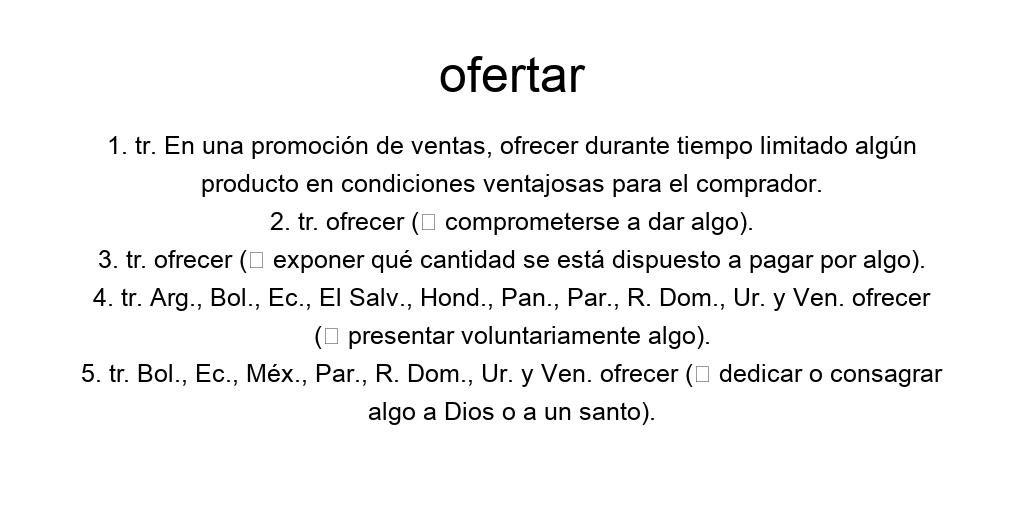 ofertar
1. tr. En una promoción de ventas, ofrecer durante tiempo limitado algún
producto en condiciones ventajosas para el comprador.
2. tr. ofrecer (▯ comprometerse a dar algo).
3. tr. ofrecer (▯ exponer qué cantidad se está dispuesto a pagar por algo).
4. tr. Arg., Bol., Ec., El Salv., Hond., Pan., Par., R. Dom., Ur. y Ven. ofrecer
(▯ presentar voluntariamente algo).
5. tr. Bol., Ec., Méx., Par., R. Dom., Ur. y Ven. ofrecer (▯ dedicar o consagrar
algo a Dios o a un santo).